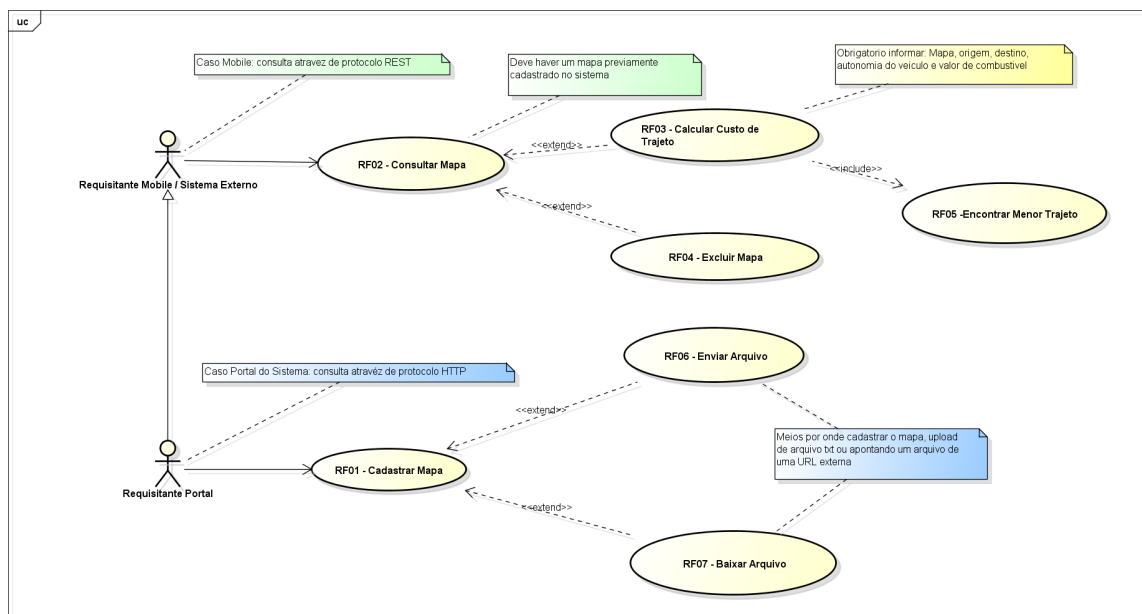 uc
Caso Mobile: consulta atravez de protocolo REST
Deve haver um mapa previamente
cadastrado no sistema
Obrigatorio informar: Mapa, origem, destino,
autonomia do veiculo e valor de combustivel
RF03 - Calcular Custo de
Trajeto
<<extend>>
RF02 - Consultar Mapa
<<include>>
Requisitante Mobile / Sistema Externo
<<extend>>
RF05 -Encontrar Menor Trajeto
RF04 - Excluir Mapa
RF06 - Enviar Arquivo
Caso Portal do Sistema: consulta atravéz de protocolo HTTP
<<extend>>
Meios por onde cadastrar o mapa, upload
de arquivo txt ou apontando um arquivo de
uma URL externa
RF01 - Cadastrar Mapa
Requisitante Portal
<<extend>>
RF07 - Baixar Arquivo